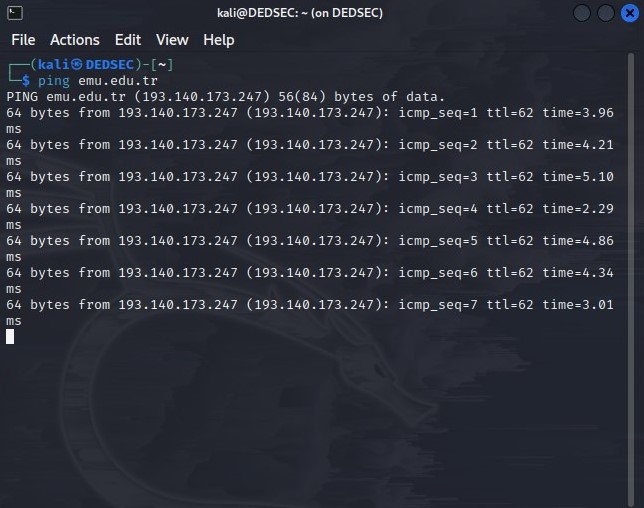 kali@DEDSEC: ~ (on DEDSEC)
File Actions Edit View Help
┌──(kali㉿DEDSEC)-[~]
└─$ ping emu.edu.tr
PING emu.edu.tr (193.140.173.247) 56(84) bytes of data.
64 bytes from 193.140.173.247 (193.140.173.247): icmp_seq=1 ttl=62 time=3.96
ms
64 bytes from 193.140.173.247 (193.140.173.247): icmp_seq=2 ttl=62 time=4.21
ms
64 bytes from 193.140.173.247 (193.140.173.247): icmp_seq=3 ttl=62 time=5.10
ms
64 bytes from 193.140.173.247 (193.140.173.247): icmp_seq=4 ttl=62 time=2.29
ms
64 bytes from 193.140.173.247 (193.140.173.247): icmp_seq=5 ttl=62 time=4.86
ms
64 bytes from 193.140.173.247 (193.140.173.247): icmp_seq=6 ttl=62 time=4.34
ms
64 bytes from 193.140.173.247 (193.140.173.247): icmp_seq=7 ttl=62 time=3.01
ms